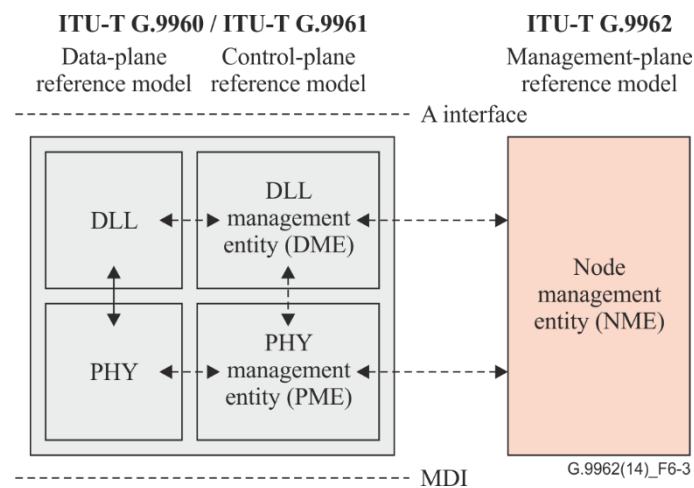 ITU-T G.9960 / ITU-T G.9961
Data-plane
reference model
Control-plane
reference model
ITU-T G.9962
Management-plane
reference model
A interface
DLL
DLL
management
entity (DME)
Node
management
entity (NME)
PHY
PHY
management
entity (PME)
MDI
G.9962(14)_F6-3